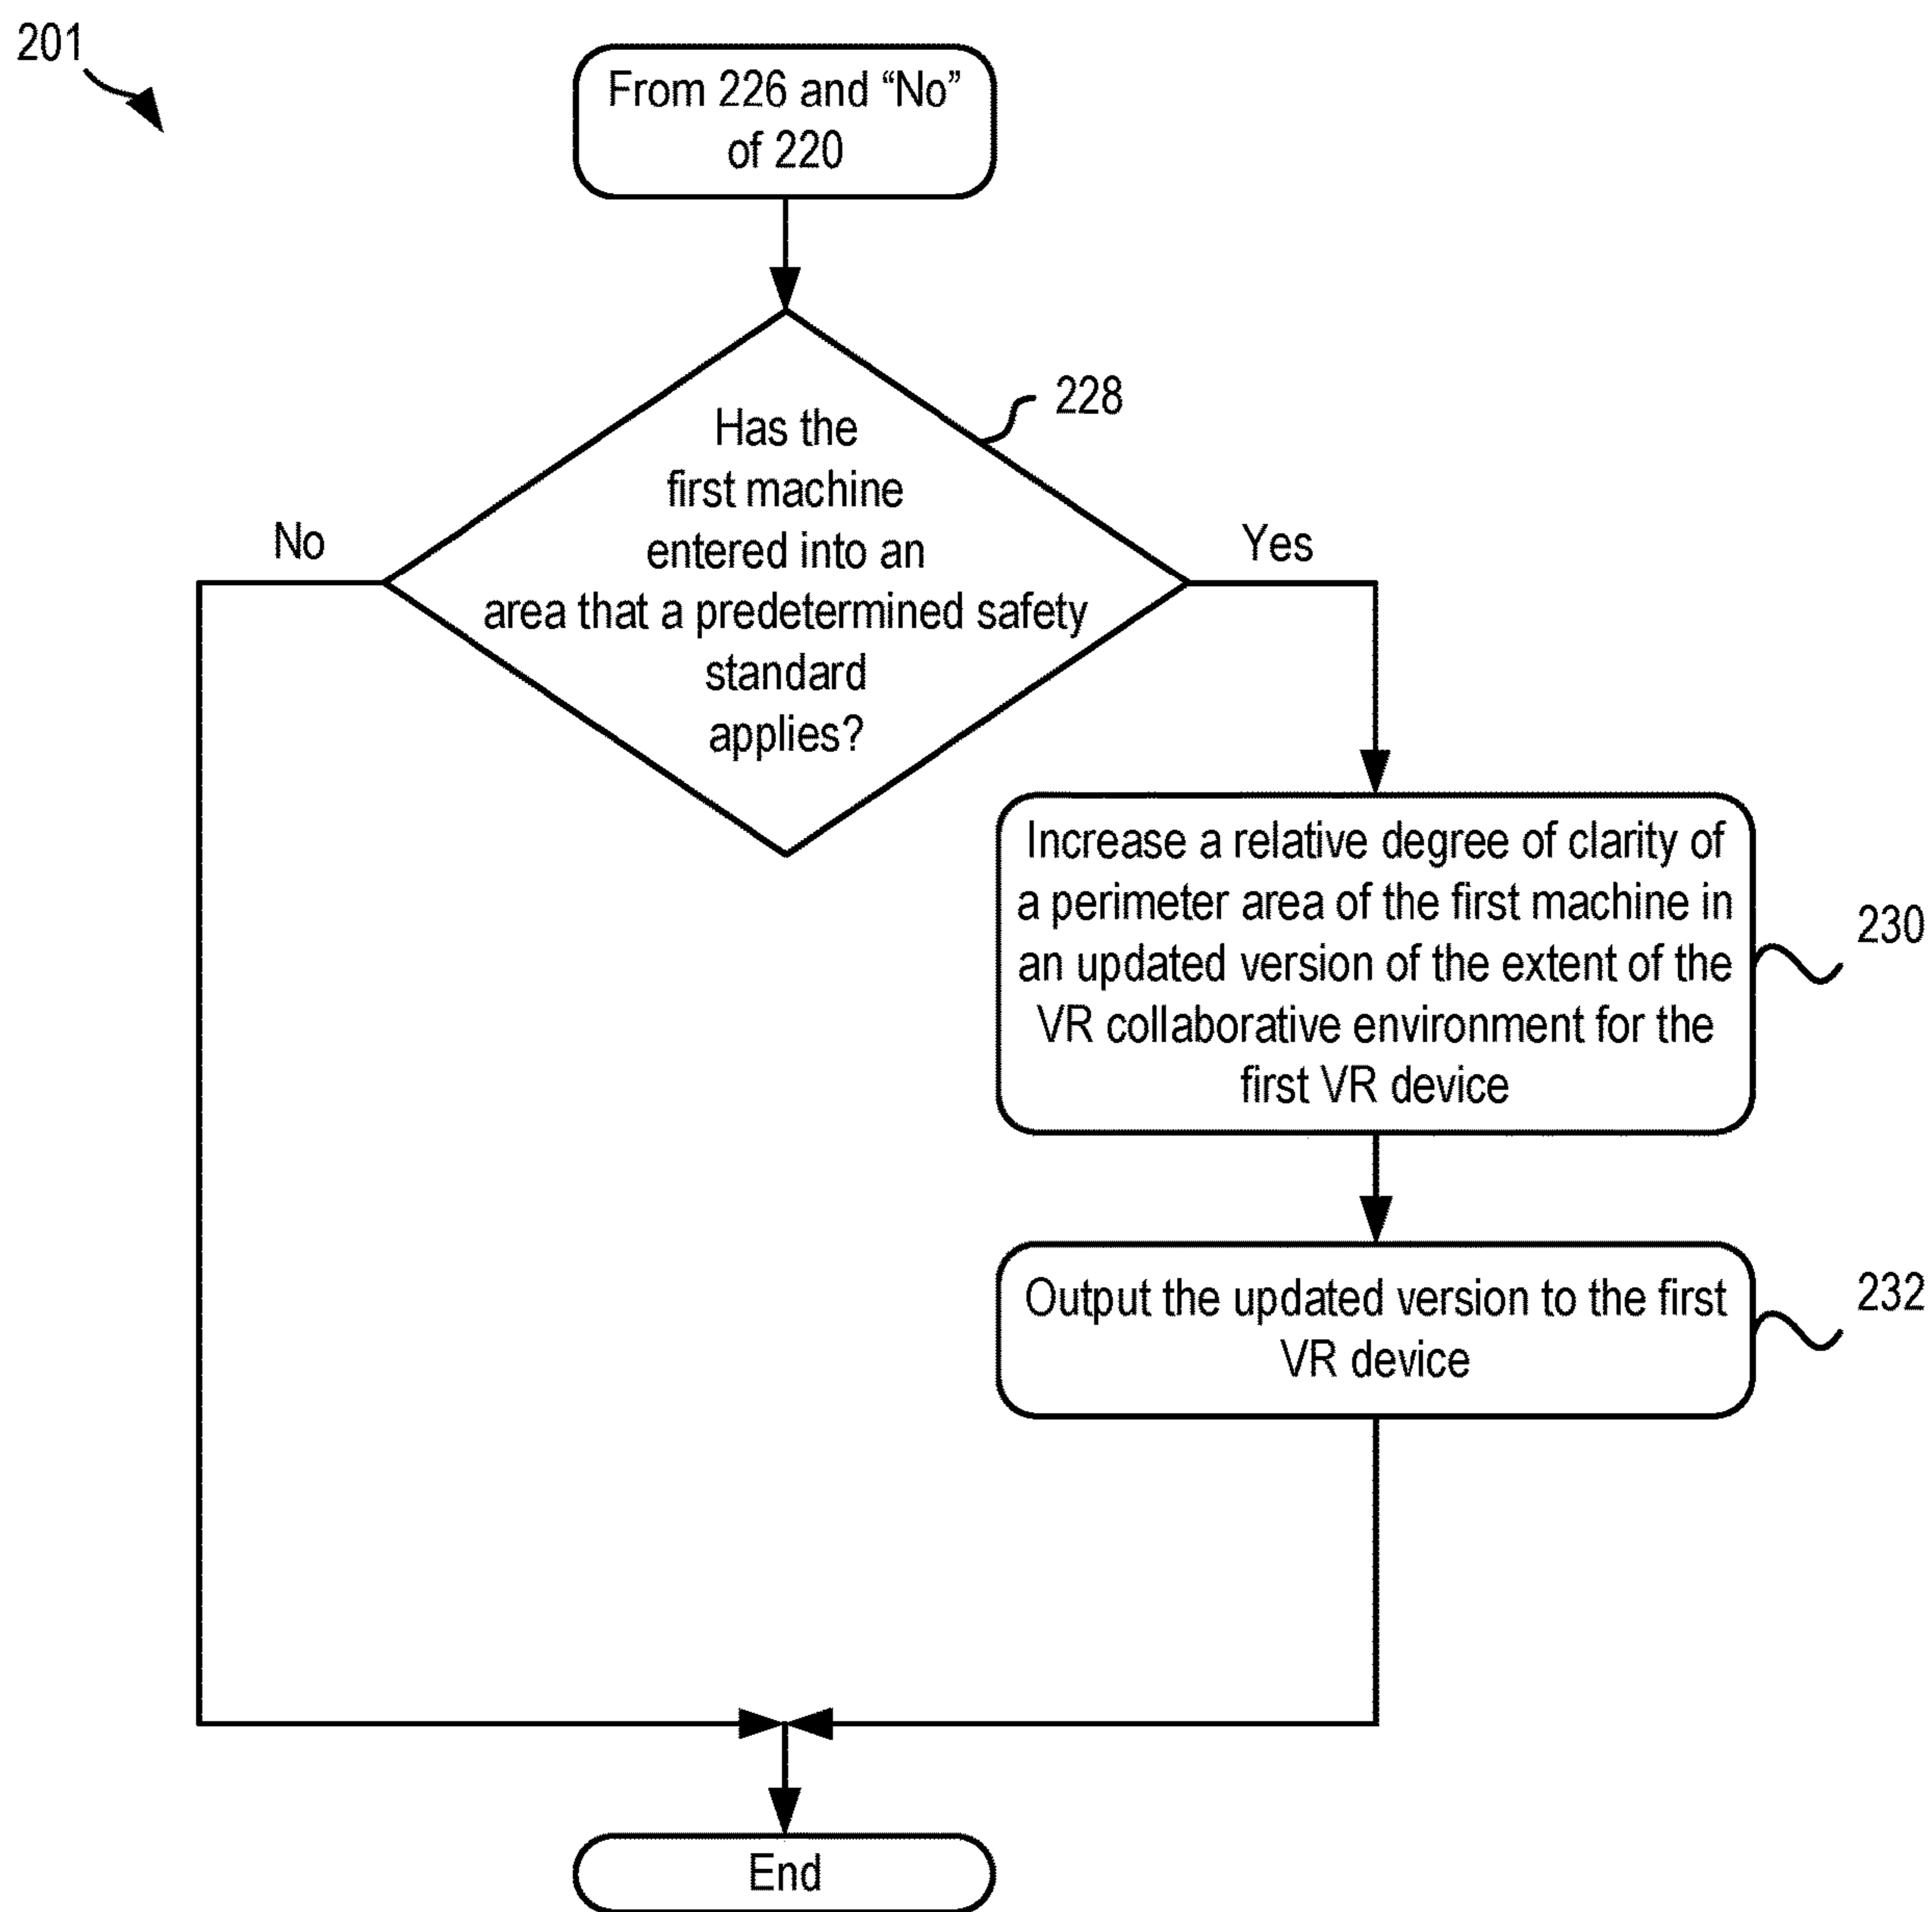 201
From 226 and “No”
of 220
228
Has the
first machine
entered into an
area that a predetermined safety
standard
applies?
No
Yes
Increase a relative degree of clarity of
a perimeter area of the first machine in
an updated version of the extent of the
VR collaborative environment for the
first VR device
230
Output the updated version to the first
VR device
232
End